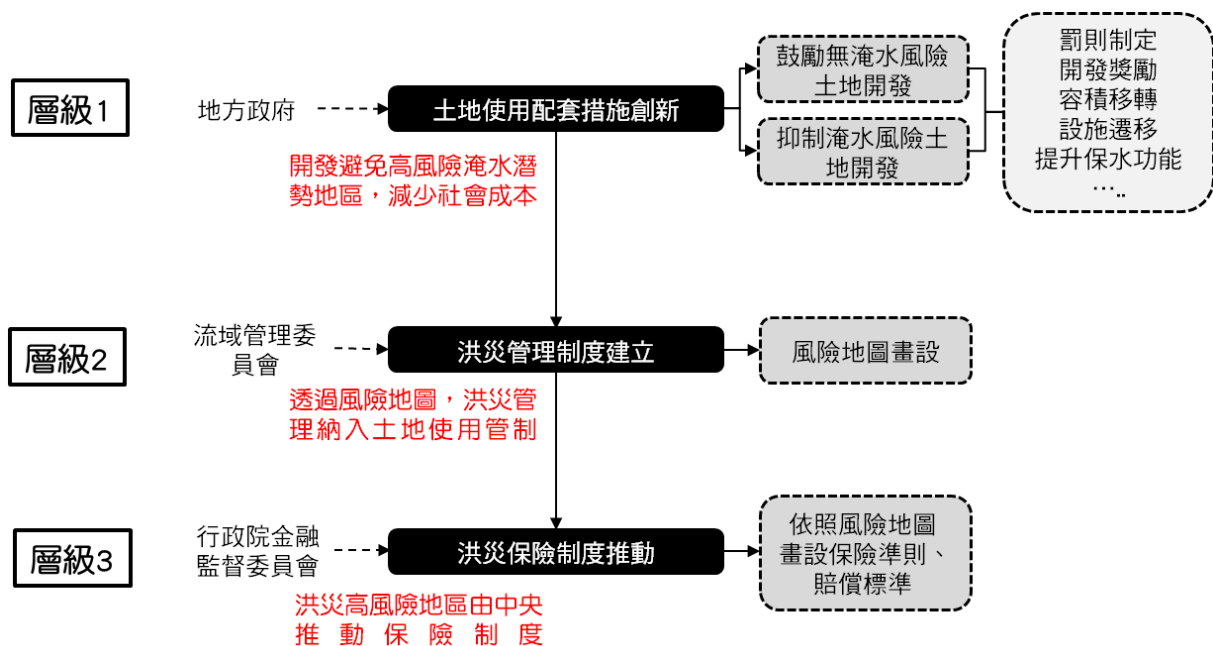 層級1
地方政府
土地使用配套措施創新
開發避免高風險淹水潛
勢地區，減少社會成本
鼓勵無淹水風險
土地開發
抑制淹水風險土
地開發
罰則制定
開發獎勵
容積移轉
設施遷移
提升保水功能
…..
層級2
流域管理委
員會
洪災管理制度建立
透過風險地圖，洪災管
理納入土地使用管制
風險地圖畫設
層級3
行政院金融
監督委員會
洪災保險制度推動
洪災高風險地區由中央
推動保險制度
依照風險地圖
畫設保險準則、
賠償標準